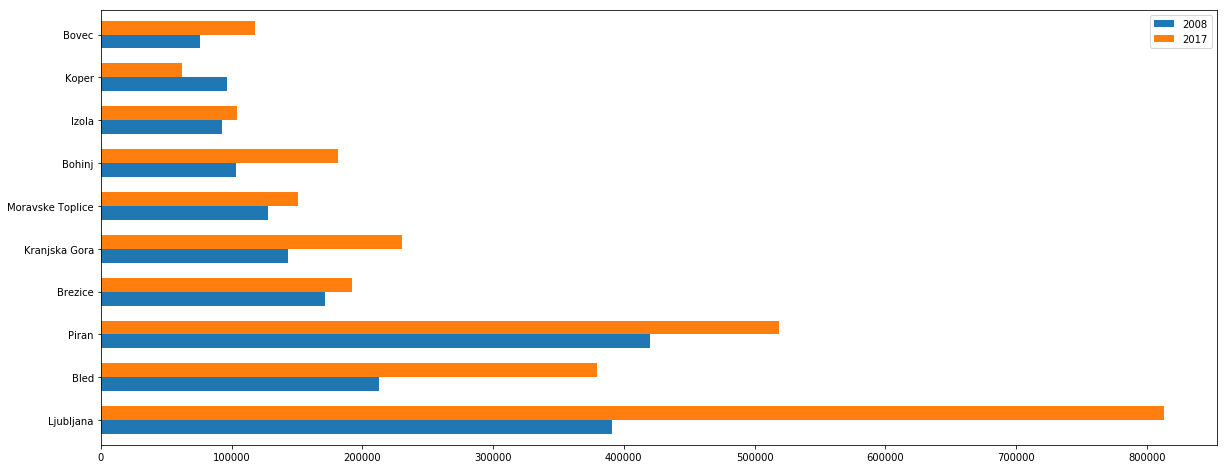 2008
2017
Bovec
Koper
Izola
Bohinj
Moravske Toplice
Kranjska Gora
Brezice
Piran
Bled
Ljubljana
0 100000 200000 300000 400000 500000 600000 700000 800000